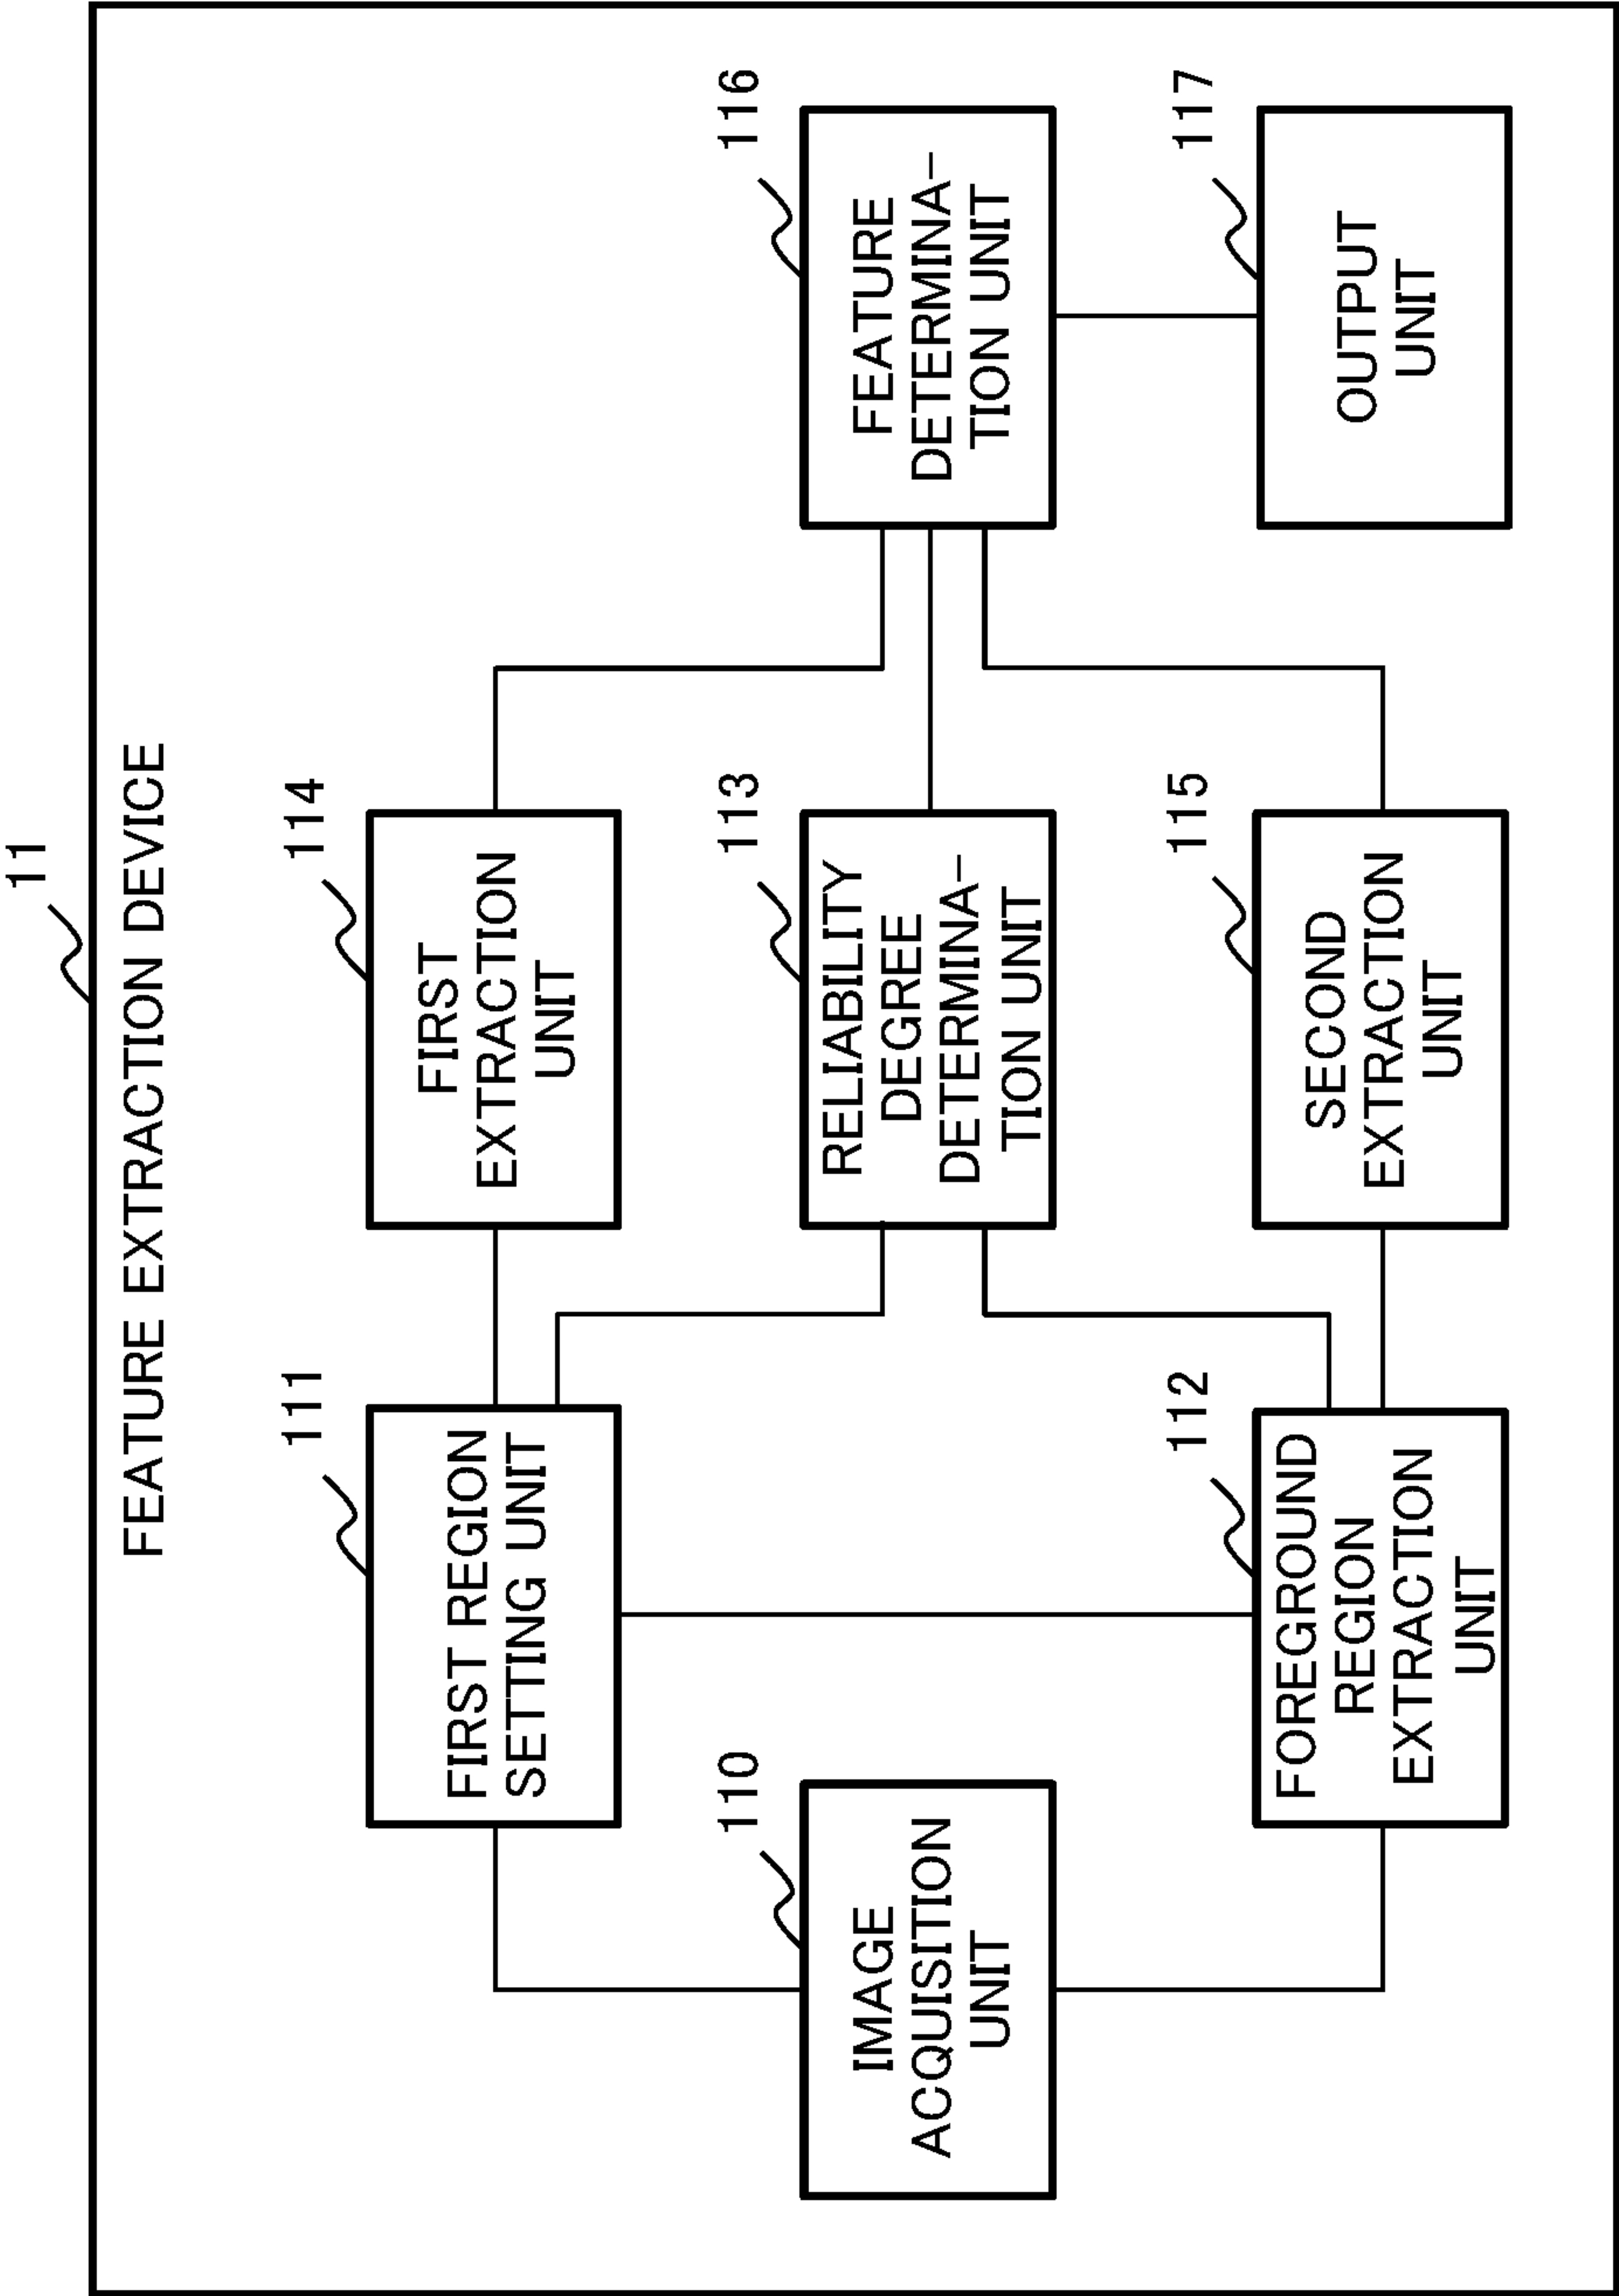 11
FEATURE EXTRACTION DEVICE
111
FIRST REGION
SETTING UNIT
114
FIRST
EXTRACTION
UNIT
110
IMAGE
ACQUISITION
UNIT
113
RELIABILITY
DEGREE
DETERMINA-
TION UNIT
116
FEATURE
DETERMINA-
TION UNIT
112
FOREGROUND
REGION
EXTRACTION
UNIT
115
SECOND
EXTRACTION
UNIT
117
OUTPUT
UNIT